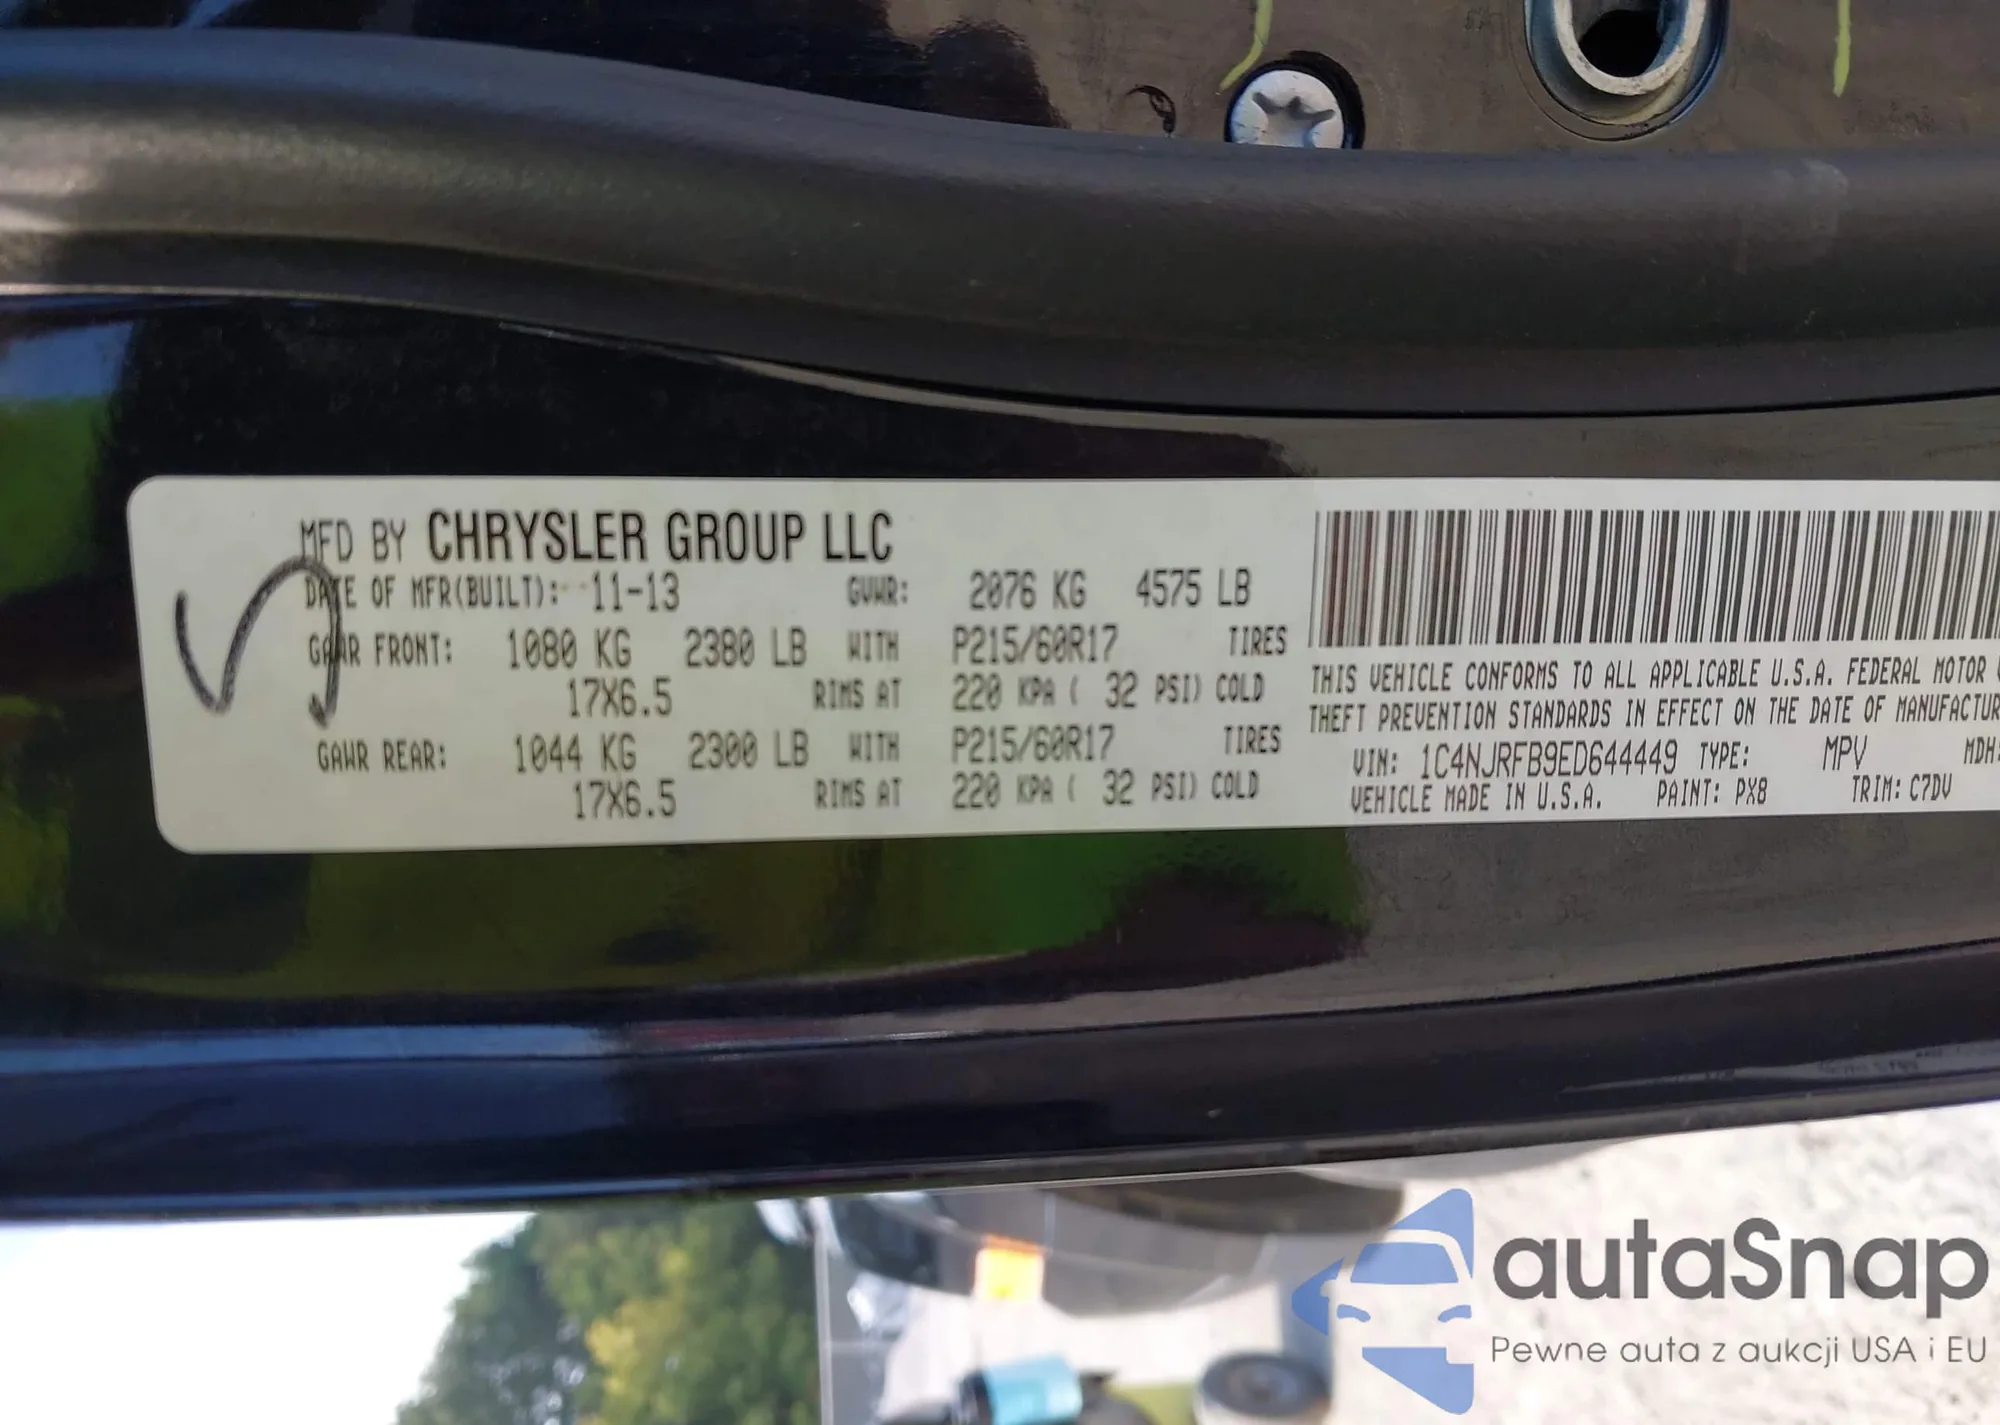 MFD BY CHRYSLER GROUP LLC
DATE OF MFR(BUILT): 11-13 GVWR: 2076 KG 4575 LB
GAWR FRONT: 1080 KG 2380 LB WITH P215/60R17 TIRES
17X6.5 RIMS AT 220 KPA ( 32 PSI) COLD
GAWR REAR: 1044 KG 2300 LB WITH P215/60R17 TIRES
17X6.5 RIMS AT 220 KPA ( 32 PSI) COLD
THIS VEHICLE CONFORMS TO ALL APPLICABLE U.S.A. FEDERAL MOTOR
THEFT PREVENTION STANDARDS IN EFFECT ON THE DATE OF MANUFACTUR
VIN: 1C4NJRFB9ED644449 TYPE: MPV MDH:
VEHICLE MADE IN U.S.A. PAINT: PX8 TRIM: C7DV
autaSnap
Pewne auta z aukcji USA i EU